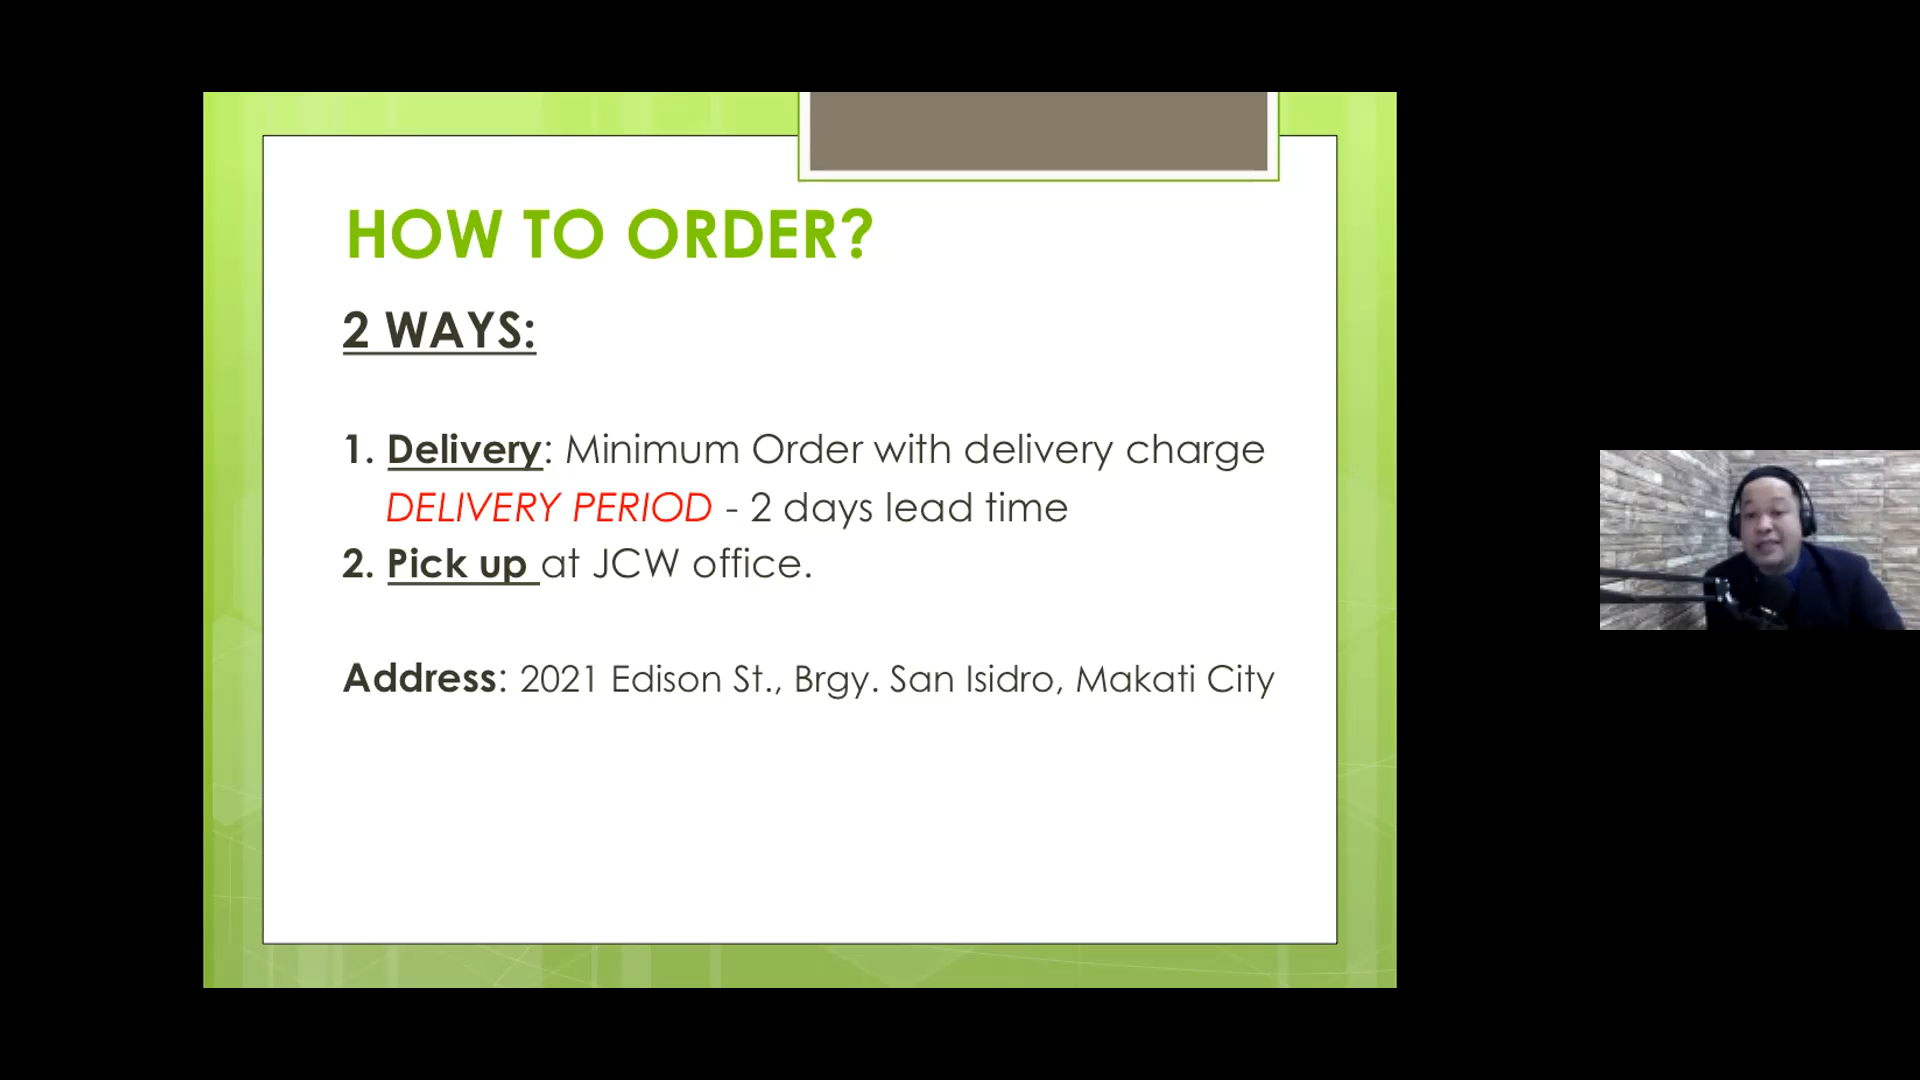 HOW TO ORDER?
2 WAYS:
1. Delivery: Minimum Order with delivery charge
DELIVERY PERIOD - 2 days lead time
2. Pick up at JCW office.
Address: 2021 Edison St., Brgy. San Isidro, Makati City